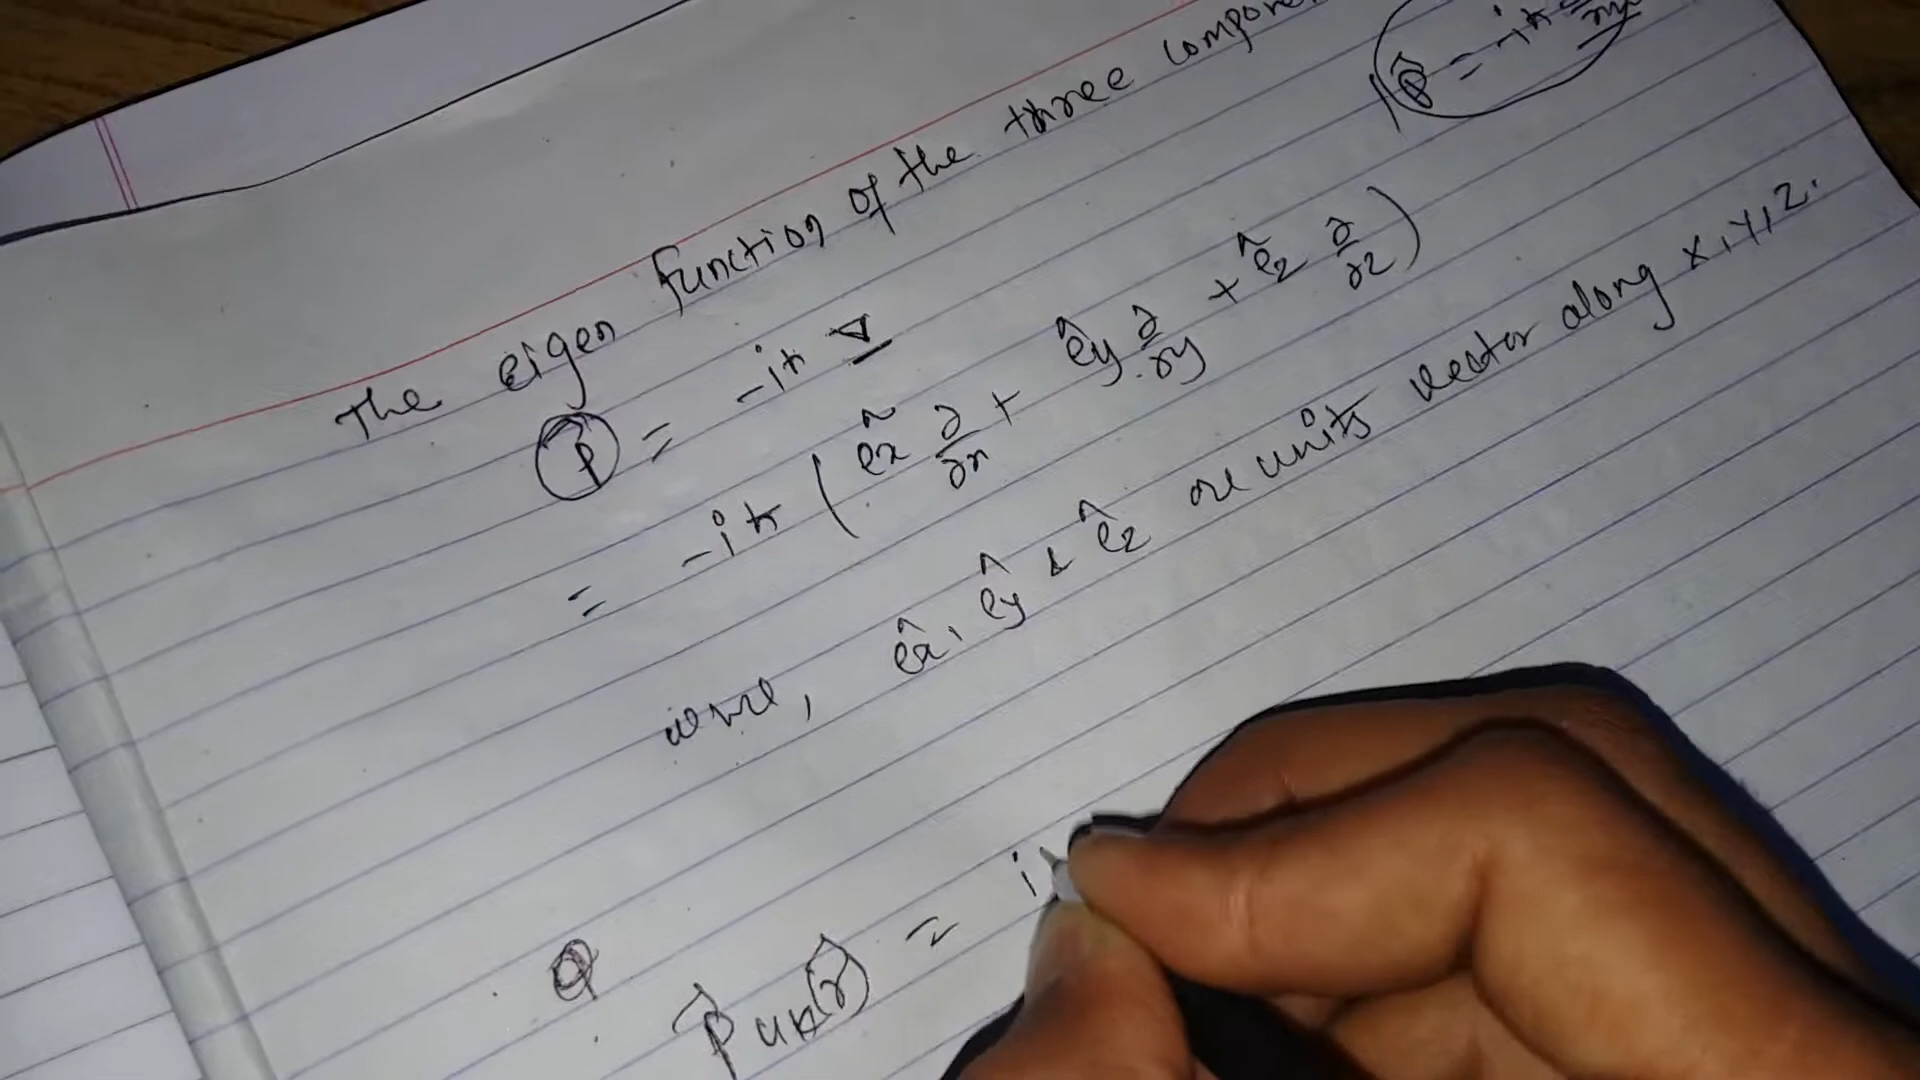 The eigen function of the three
P̂ = -iħ
P̂ = -iħ ∇
= -iħ ( êx ∂/∂x + êy ∂/∂y + êz ∂/∂z )
where, êx, êy & êz are units vector along x, y, z.
P̂ uk(r̂) = i